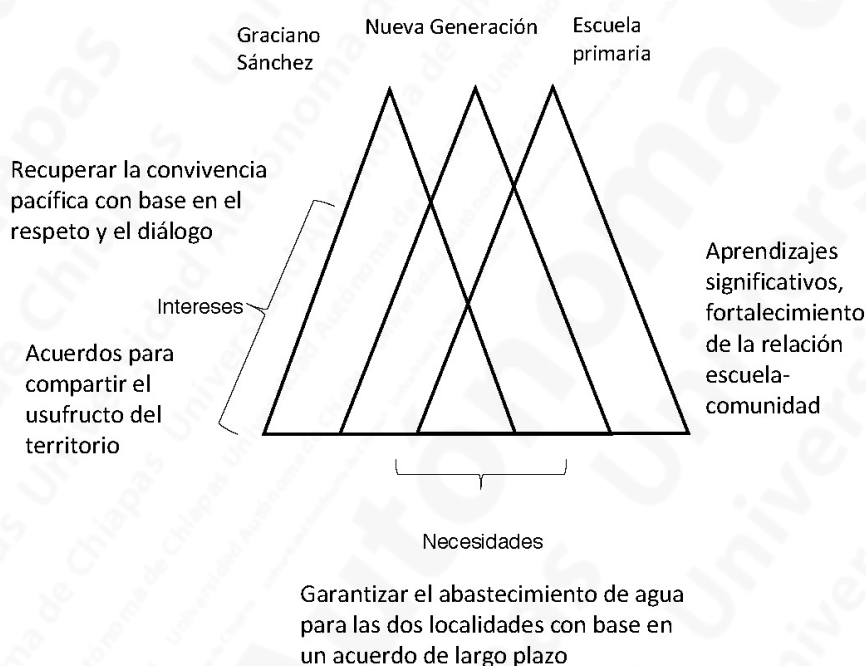 Graciano
Sánchez
Nueva Generación
Escuela
primaria
Recuperar la convivencia
pacífica con base en el
respeto y el diálogo
Intereses
Acuerdos para
compartir el
usufructo del
territorio
Aprendizajes
significativos,
fortalecimiento
de la relación
escuela-
comunidad
Necesidades
Garantizar el abastecimiento de agua
para las dos localidades con base en
un acuerdo de largo plazo